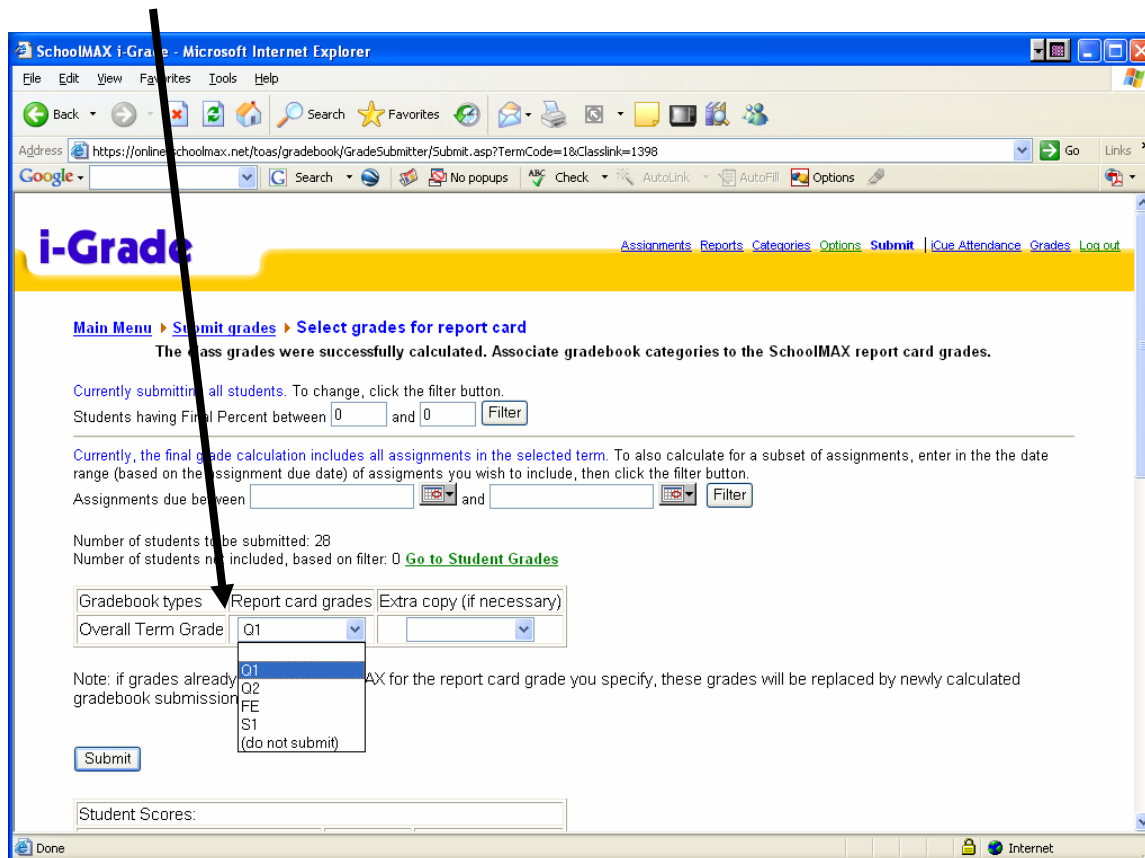 SchoolMAX i-Grade - Microsoft Internet Explorer
File Edit View Favorites Tools Help
Back Search Favorites
Address https://online.schoolmax.net/toas/gradebook/GradeSubmitter/Submit.asp?TermCode=1&Classlink=1398 Go Links
Google Search No popups ABC Check AutoLink AutoFill Options
i-Grade
Assignments Reports Categories Options Submit iCue Attendance Grades Log out
Main Menu Submit grades Select grades for report card
The class grades were successfully calculated. Associate gradebook categories to the SchoolMAX report card grades.
Currently submitting all students. To change, click the filter button.
Students having Final Percent between 0 and 0 Filter
Currently, the final grade calculation includes all assignments in the selected term. To also calculate for a subset of assignments, enter in the the date
range (based on the assignment due date) of assigments you wish to include, then click the filter button.
Assignments due between and Filter
Number of students to be submitted: 28
Number of students not included, based on filter: 0 Go to Student Grades
Gradebook types Report card grades Extra copy (if necessary)
Overall Term Grade Q1
Q1
Q2
FE
S1
(do not submit)
Note: if grades already AX for the report card grade you specify, these grades will be replaced by newly calculated
gradebook submission
Submit
Student Scores:
Done Internet